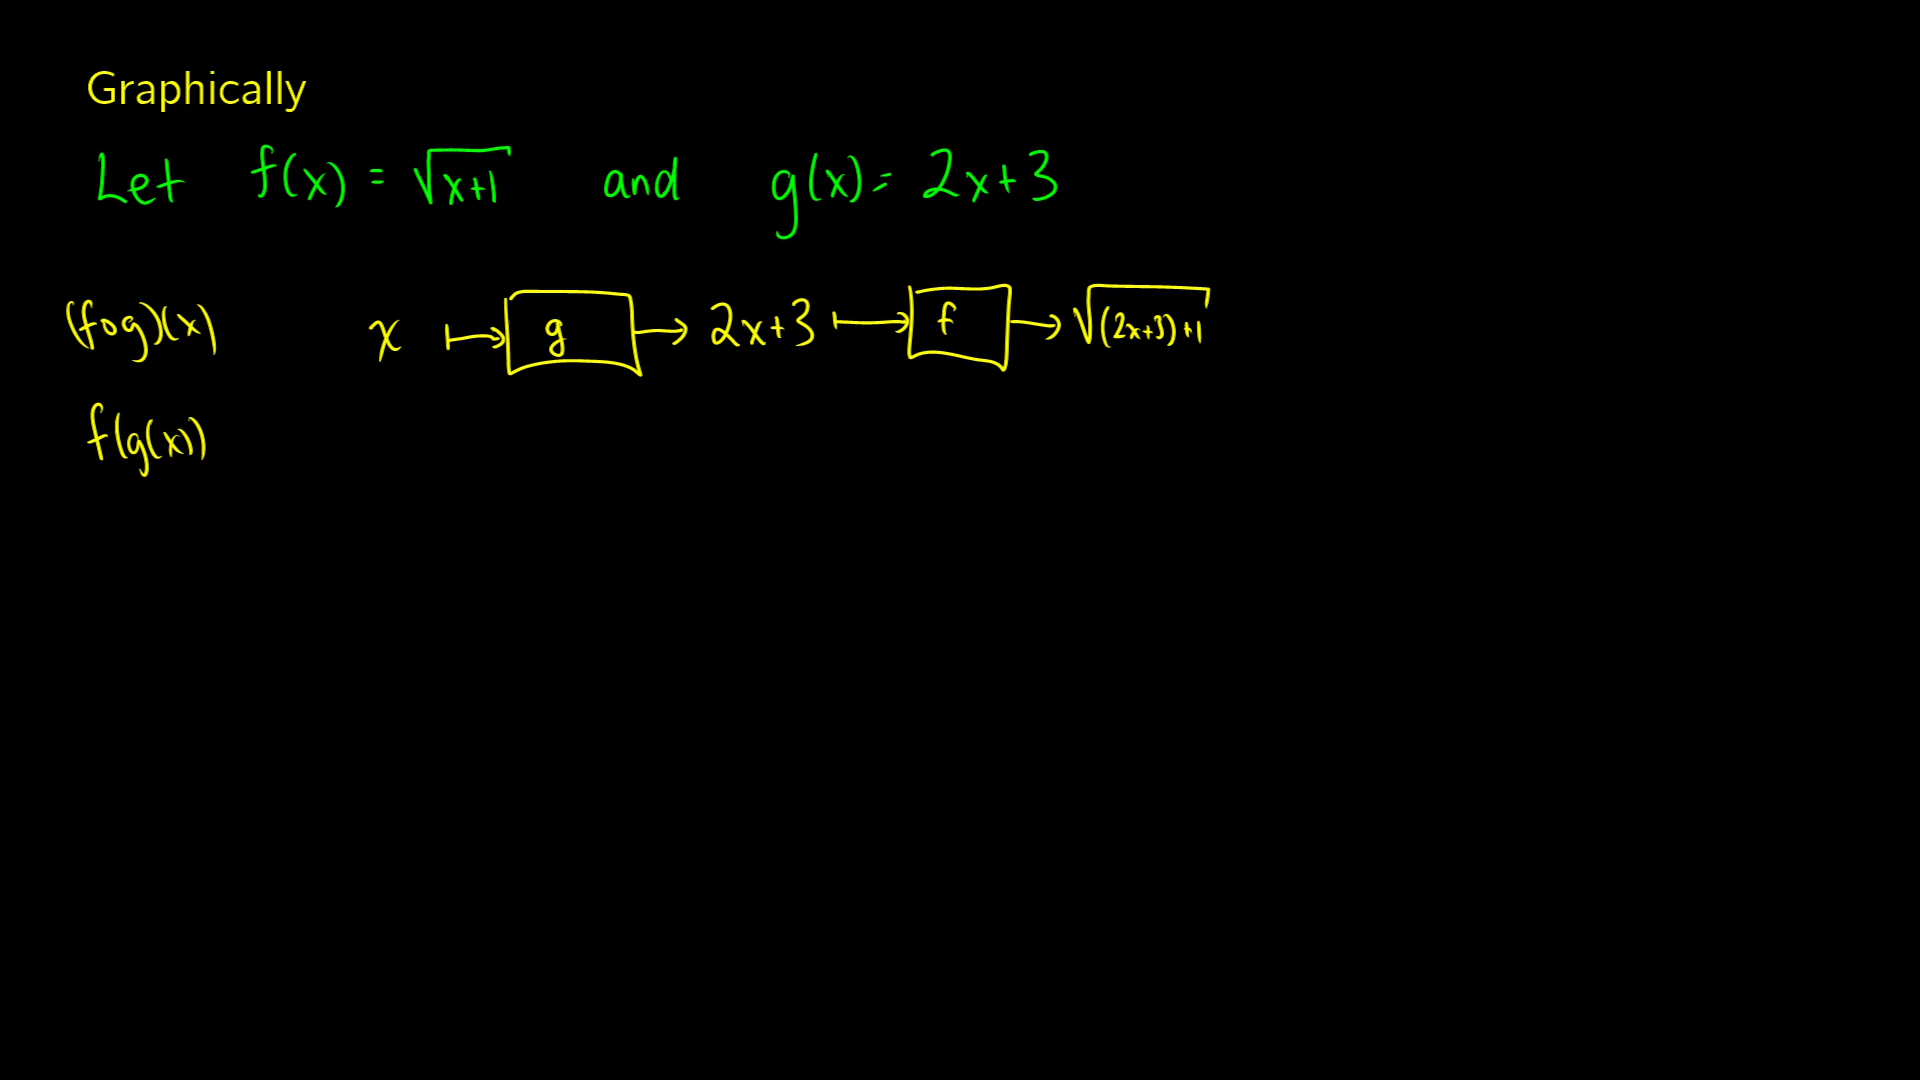 Graphically
Let f(x) = √(x+1) and g(x) = 2x+3
(f∘g)(x) x ↦ g → 2x+3 ↦ f → √((2x+3)+1)
f(g(x))